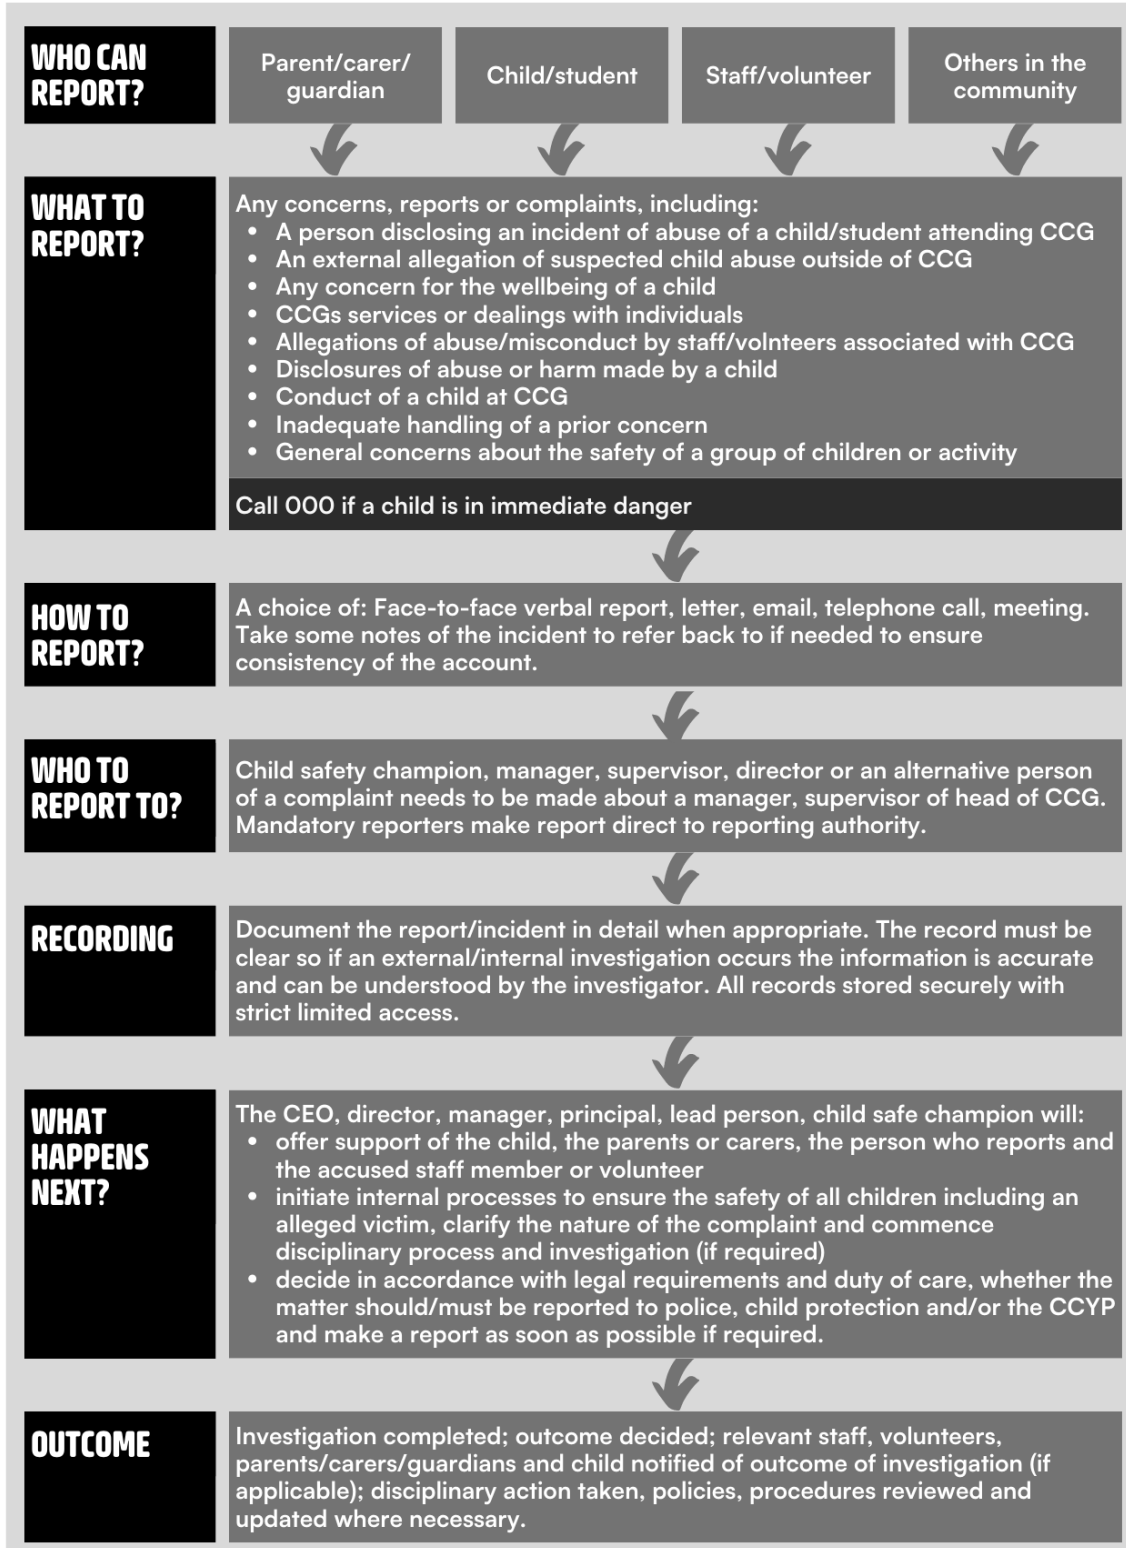 WHO CAN
REPORT?
Parent/carer/
guardian
Child/student
Staff/volunteer
Others in the
community
WHAT TO
REPORT?
Any concerns, reports or complaints, including:
• A person disclosing an incident of abuse of a child/student attending CCG
• An external allegation of suspected child abuse outside of CCG
• Any concern for the wellbeing of a child
• CCGs services or dealings with individuals
• Allegations of abuse/misconduct by staff/volnteers associated with CCG
• Disclosures of abuse or harm made by a child
• Conduct of a child at CCG
• Inadequate handling of a prior concern
• General concerns about the safety of a group of children or activity
Call 000 if a child is in immediate danger
HOW TO
REPORT?
A choice of: Face-to-face verbal report, letter, email, telephone call, meeting.
Take some notes of the incident to refer back to if needed to ensure
consistency of the account.
WHO TO
REPORT TO?
Child safety champion, manager, supervisor, director or an alternative person
of a complaint needs to be made about a manager, supervisor of head of CCG.
Mandatory reporters make report direct to reporting authority.
RECORDING
Document the report/incident in detail when appropriate. The record must be
clear so if an external/internal investigation occurs the information is accurate
and can be understood by the investigator. All records stored securely with
strict limited access.
WHAT
HAPPENS
NEXT?
The CEO, director, manager, principal, lead person, child safe champion will:
• offer support of the child, the parents or carers, the person who reports and
the accused staff member or volunteer
• initiate internal processes to ensure the safety of all children including an
alleged victim, clarify the nature of the complaint and commence
disciplinary process and investigation (if required)
• decide in accordance with legal requirements and duty of care, whether the
matter should/must be reported to police, child protection and/or the CCYP
and make a report as soon as possible if required.
OUTCOME
Investigation completed; outcome decided; relevant staff, volunteers,
parents/carers/guardians and child notified of outcome of investigation (if
applicable); disciplinary action taken, policies, procedures reviewed and
updated where necessary.